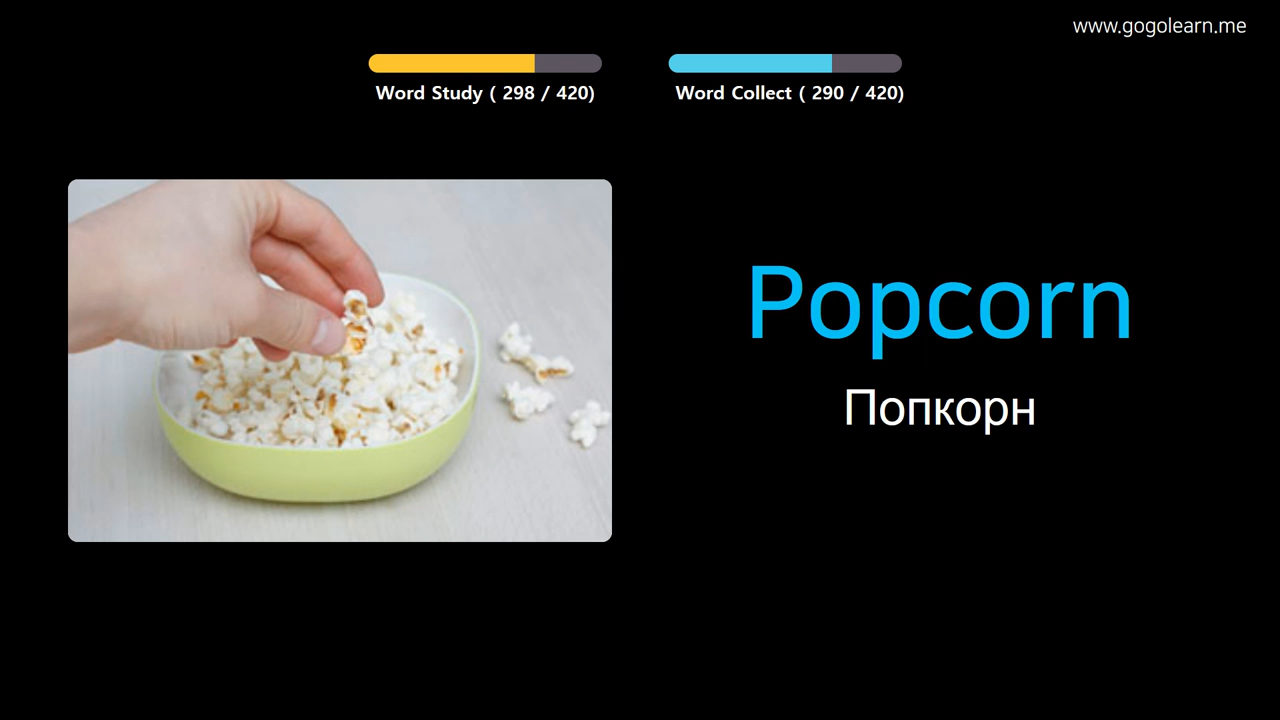 www.gogolearn.me
Word Study ( 298 / 420)
Word Collect ( 290 / 420)
Popcorn
Попкорн